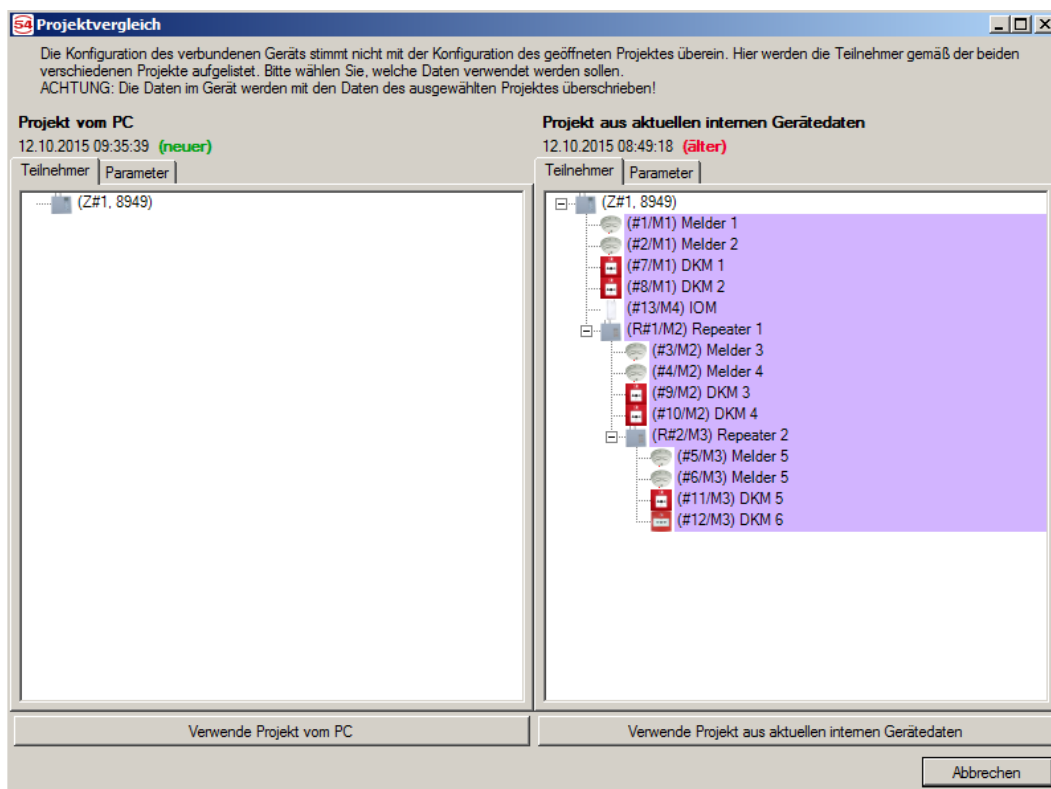 54 Projektvergleich
Die Konfiguration des verbundenen Geräts stimmt nicht mit der Konfiguration des geöffneten Projektes überein. Hier werden die Teilnehmer gemäß der beiden
verschiedenen Projekte aufgelistet. Bitte wählen Sie, welche Daten verwendet werden sollen.
ACHTUNG: Die Daten im Gerät werden mit den Daten des ausgewählten Projektes überschrieben!
Projekt vom PC
12.10.2015 09:35:39 (neuer)
Teilnehmer Parameter
(Z#1, 8949)
Projekt aus aktuellen internen Gerätedaten
12.10.2015 08:49:18 (älter)
Teilnehmer Parameter
(Z#1, 8949)
(#1/M1) Melder 1
(#2/M1) Melder 2
(#7/M1) DKM 1
(#8/M1) DKM 2
(#13/M4) IOM
(R#1/M2) Repeater 1
(#3/M2) Melder 3
(#4/M2) Melder 4
(#9/M2) DKM 3
(#10/M2) DKM 4
(R#2/M3) Repeater 2
(#5/M3) Melder 5
(#6/M3) Melder 5
(#11/M3) DKM 5
(#12/M3) DKM 6
Verwende Projekt vom PC
Verwende Projekt aus aktuellen internen Gerätedaten
Abbrechen